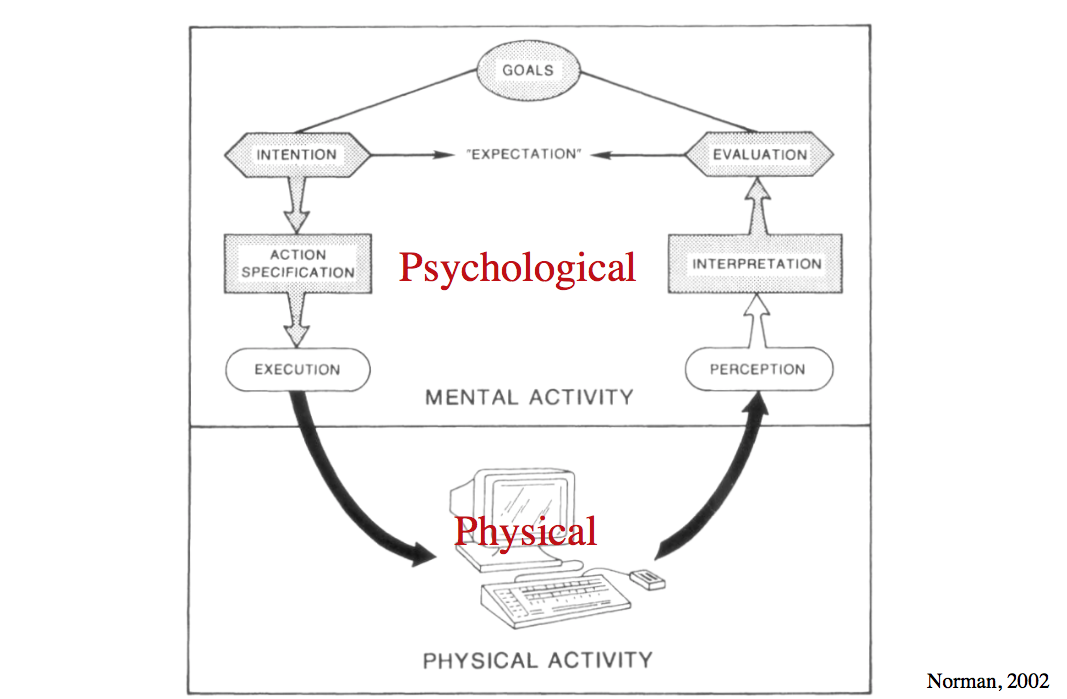 GOALS
INTENTION
"EXPECTATION"
EVALUATION
ACTION
SPECIFICATION
Psychological
INTERPRETATION
EXECUTION
PERCEPTION
MENTAL ACTIVITY
Physical
PHYSICAL ACTIVITY
Norman, 2002